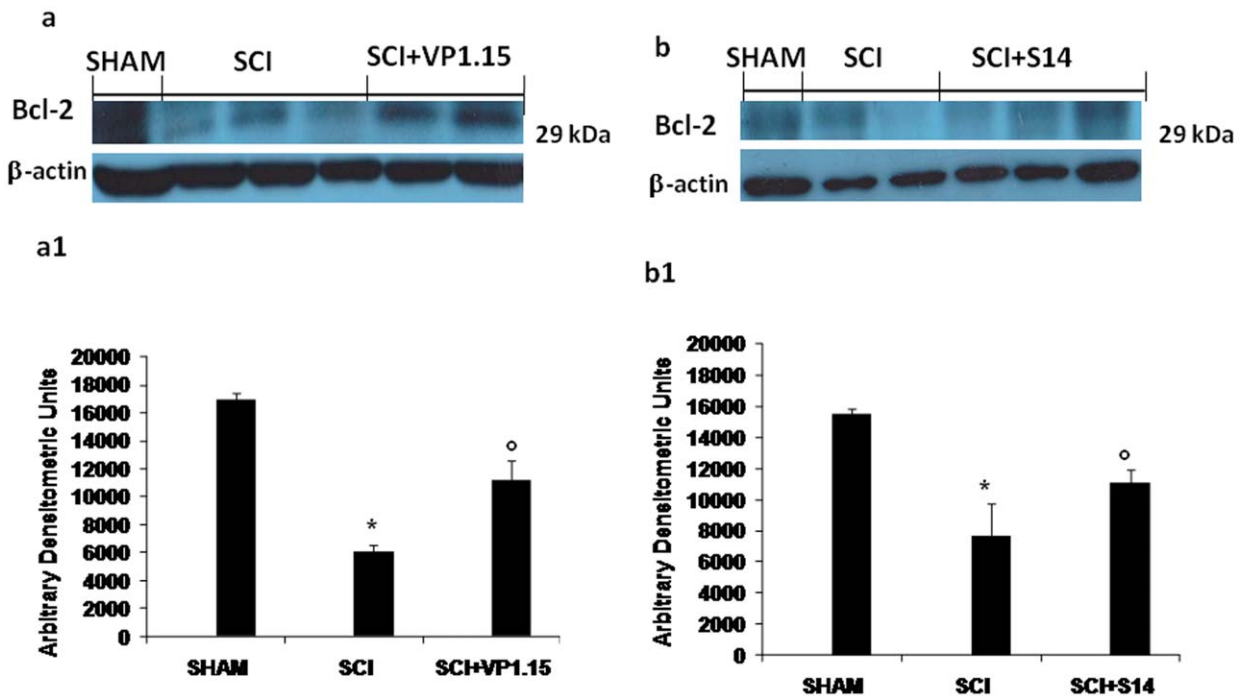 a
SHAM SCI SCI+VP1.15
Bcl-2
29 kDa
β-actin
b
SHAM SCI SCI+S14
Bcl-2
29 kDa
β-actin
a1
20000
18000
16000
14000
12000
10000
8000
6000
4000
2000
0
Arbitrary Densitometric Units
*
°
SHAM SCI SCI+VP1.15
b1
20000
18000
16000
14000
12000
10000
8000
6000
4000
2000
0
Arbitrary Densitometric Units
*
°
SHAM SCI SCI+S14